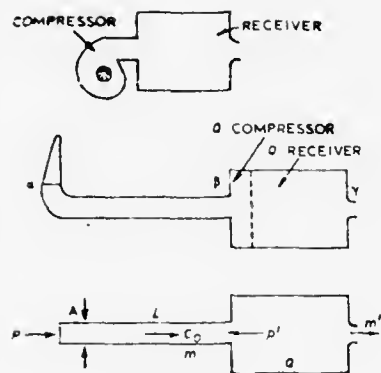 COMPRESSOR
RECEIVER
Q COMPRESSOR
Q RECEIVER
α β γ
A L
P C₀ p' m'
m Q